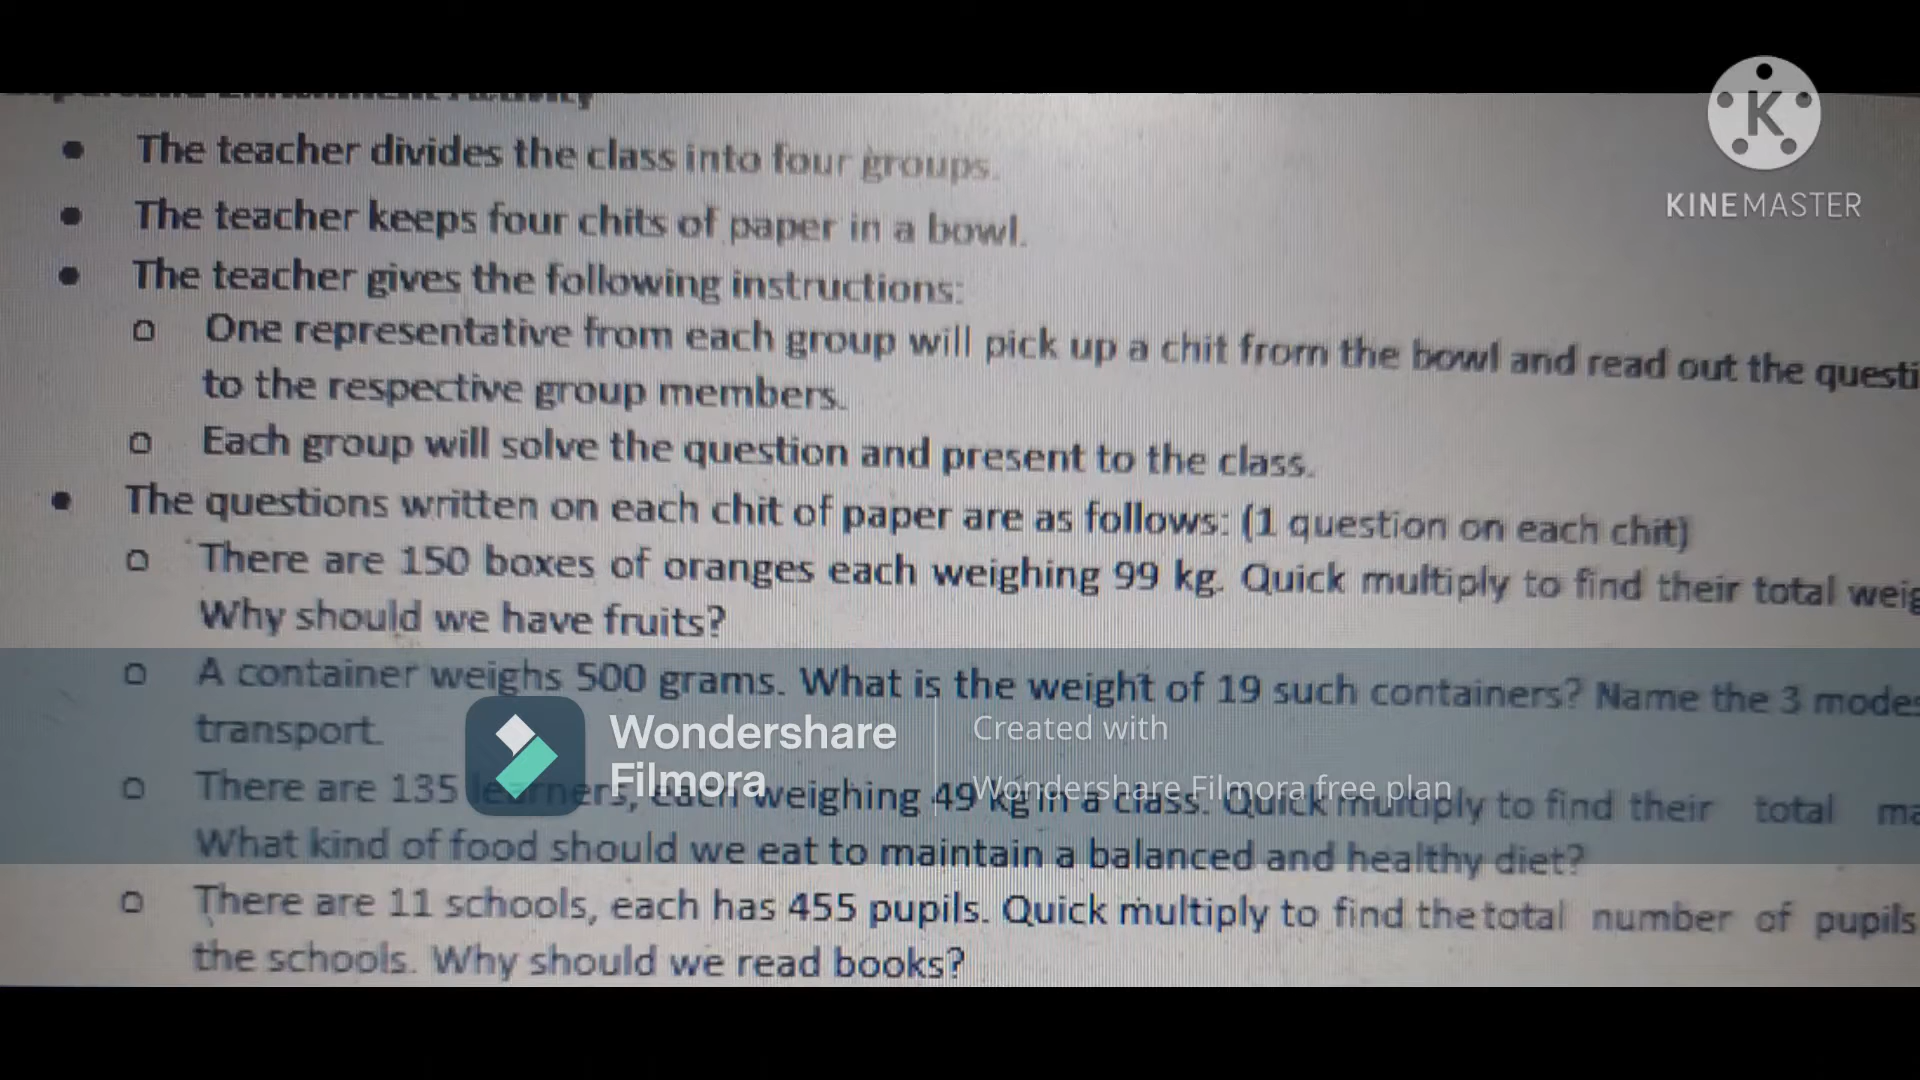 The teacher divides the class into four groups.
The teacher keeps four chits of paper in a bowl.
The teacher gives the following instructions:
One representative from each group will pick up a chit from the bowl and read out the questi
to the respective group members.
Each group will solve the question and present to the class.
The questions written on each chit of paper are as follows: (1 question on each chit)
There are 150 boxes of oranges each weighing 99 kg. Quick multiply to find their total weig
Why should we have fruits?
A container weighs 500 grams. What is the weight of 19 such containers? Name the 3 modes
transport.
There are 135 learners, each weighing 49 kg in a class. Quick multiply to find their total ma
What kind of food should we eat to maintain a balanced and healthy diet?
There are 11 schools, each has 455 pupils. Quick multiply to find the total number of pupils
the schools. Why should we read books?
K
KINEMASTER
Wondershare
Filmora
Created with
Wondershare Filmora free plan